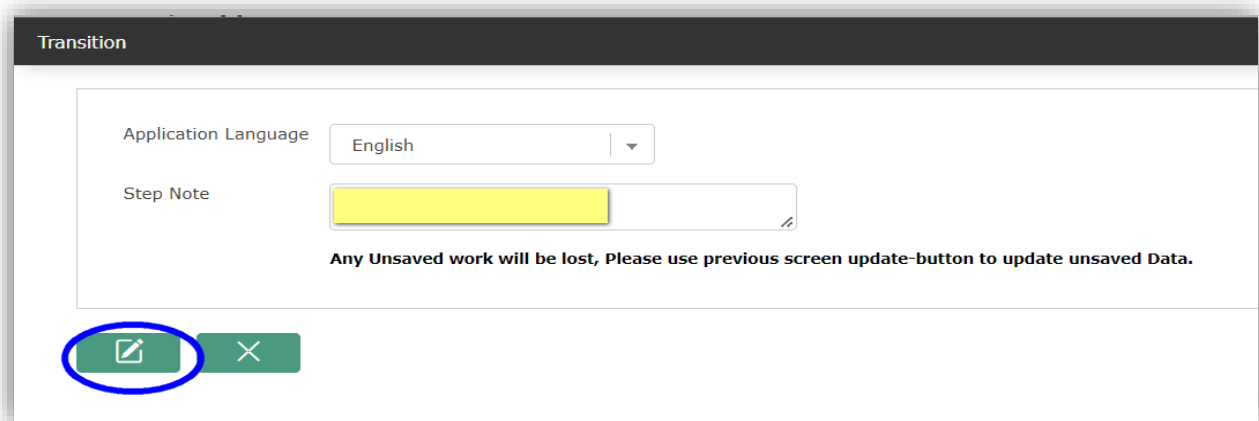 Transition
Application Language
English
Step Note
Any Unsaved work will be lost, Please use previous screen update-button to update unsaved Data.